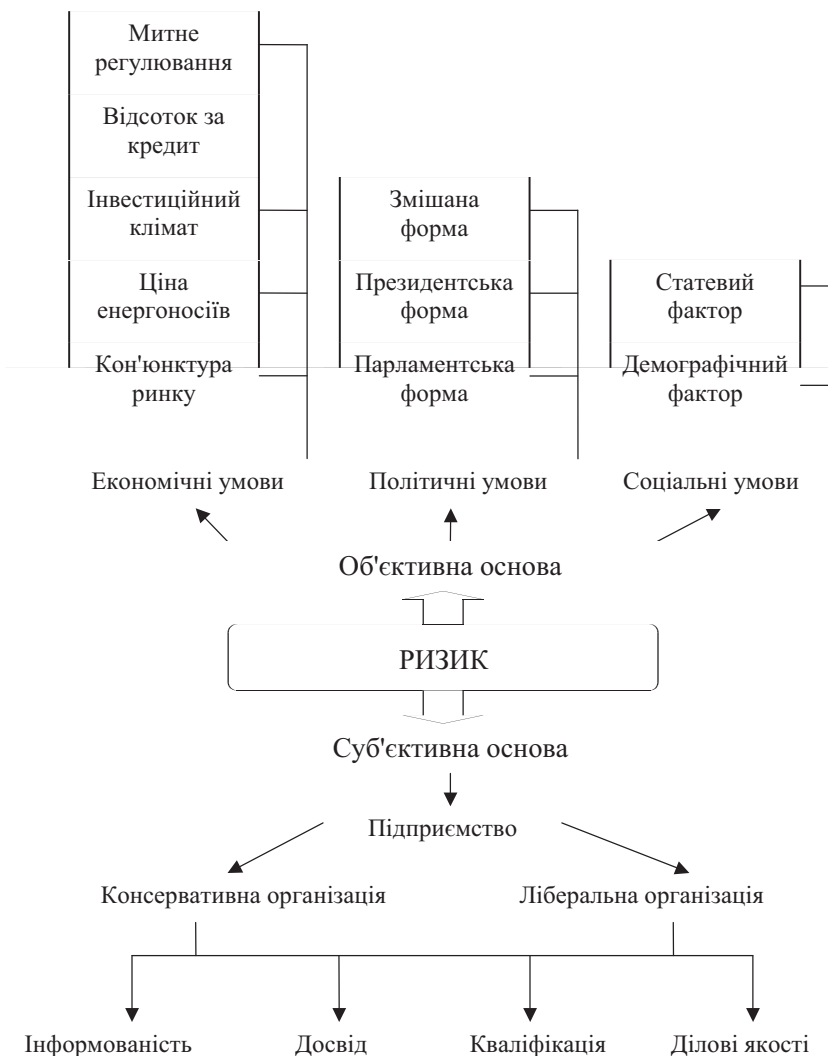 Митне
регулювання
Відсоток за
кредит
Інвестиційний
клімат
Ціна
енергоносіїв
Кон'юнктура
ринку
Змішана
форма
Президентська
форма
Парламентська
форма
Статевий
фактор
Демографічний
фактор
Економічні умови
Політичні умови
Соціальні умови
Об'єктивна основа
РИЗИК
Суб'єктивна основа
Підприємство
Консервативна організація
Ліберальна організація
Інформованість
Досвід
Кваліфікація
Ділові якості